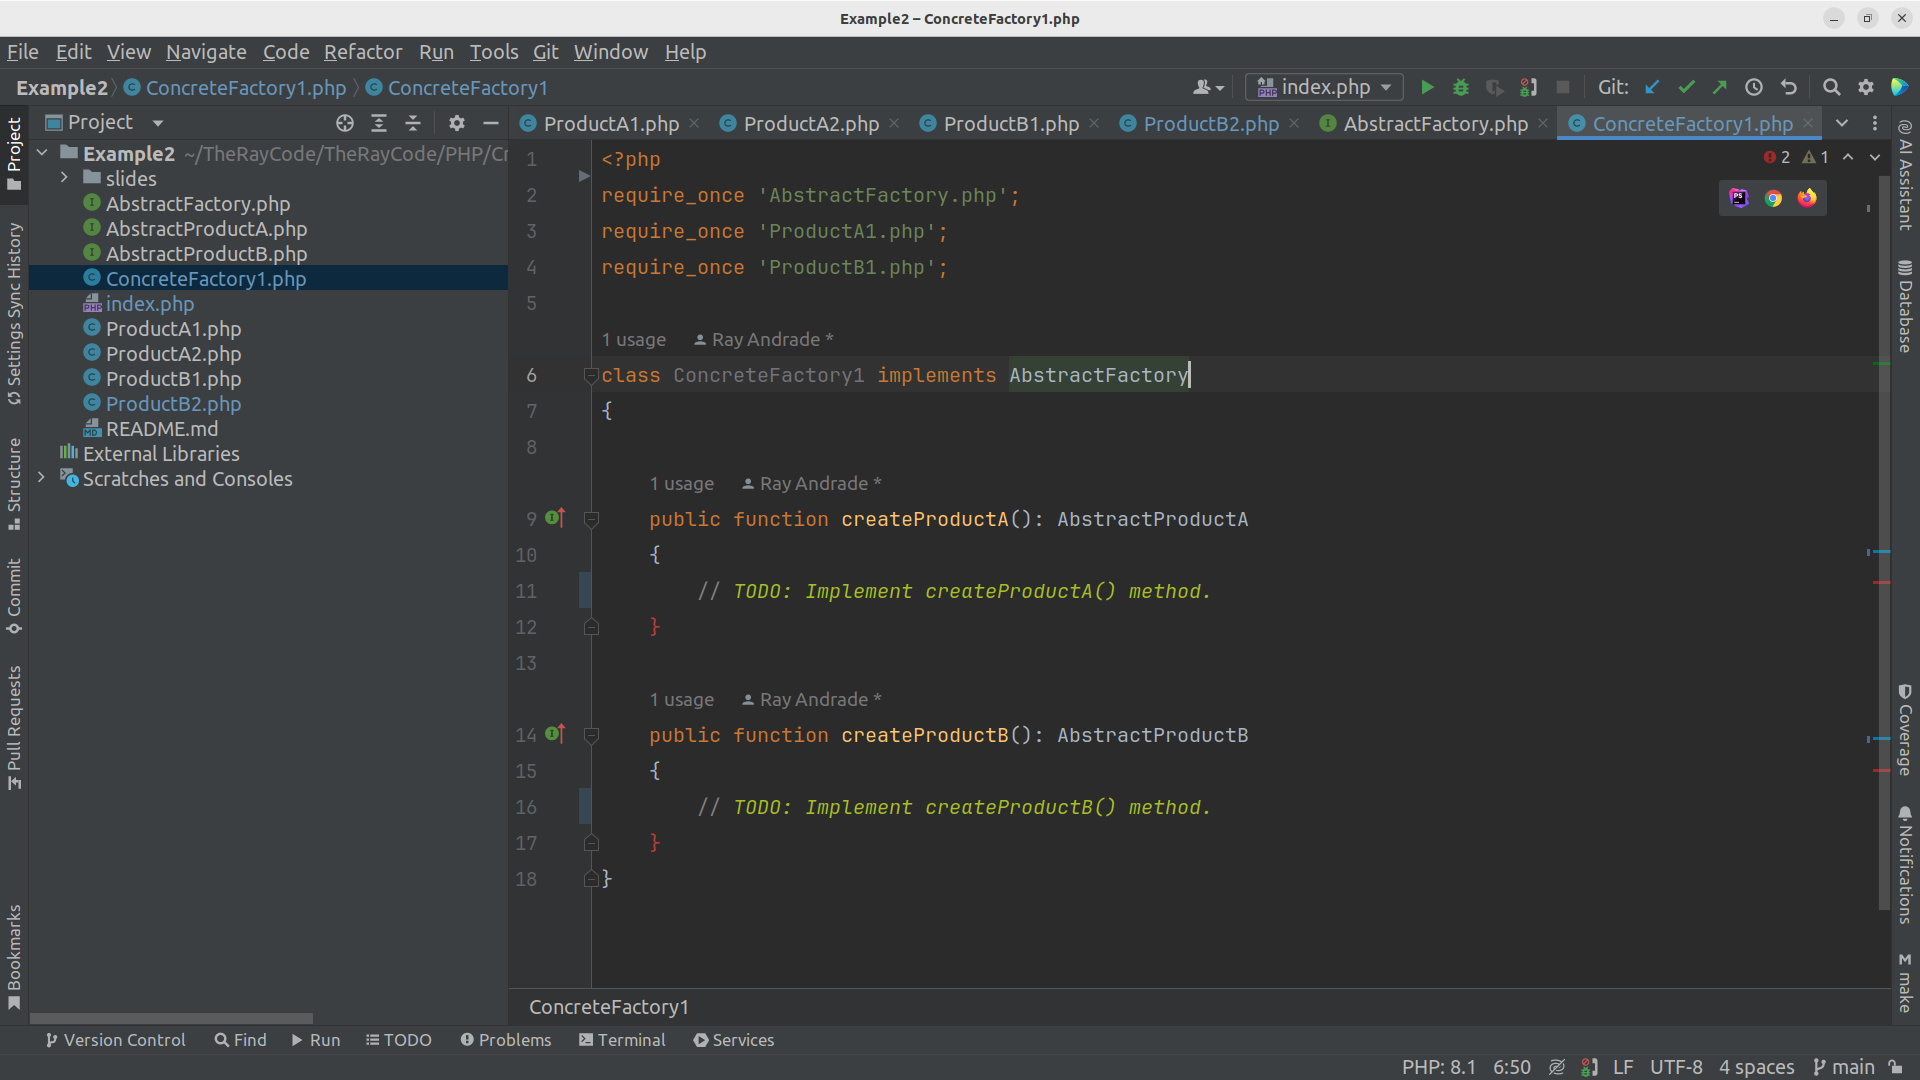 Example2 – ConcreteFactory1.php
File Edit View Navigate Code Refactor Run Tools Git Window Help
Example2 ConcreteFactory1.php ConcreteFactory1
index.php
Git:
Project
ProductA1.php ProductA2.php ProductB1.php ProductB2.php AbstractFactory.php ConcreteFactory1.php
Example2 ~/TheRayCode/TheRayCode/PHP/Cr
slides
AbstractFactory.php
AbstractProductA.php
AbstractProductB.php
ConcreteFactory1.php
index.php
ProductA1.php
ProductA2.php
ProductB1.php
ProductB2.php
README.md
External Libraries
Scratches and Consoles
Project
Settings Sync History
Structure
Commit
Pull Requests
Bookmarks
2 1
1 <?php
2 require_once 'AbstractFactory.php';
3 require_once 'ProductA1.php';
4 require_once 'ProductB1.php';
5
1 usage Ray Andrade *
6 class ConcreteFactory1 implements AbstractFactory
7 {
8
1 usage Ray Andrade *
9 public function createProductA(): AbstractProductA
10 {
11 // TODO: Implement createProductA() method.
12 }
13
1 usage Ray Andrade *
14 public function createProductB(): AbstractProductB
15 {
16 // TODO: Implement createProductB() method.
17 }
18 }
ConcreteFactory1
AI Assistant
Database
Coverage
Notifications
make
Version Control Find Run TODO Problems Terminal Services
PHP: 8.1 6:50 LF UTF-8 4 spaces main